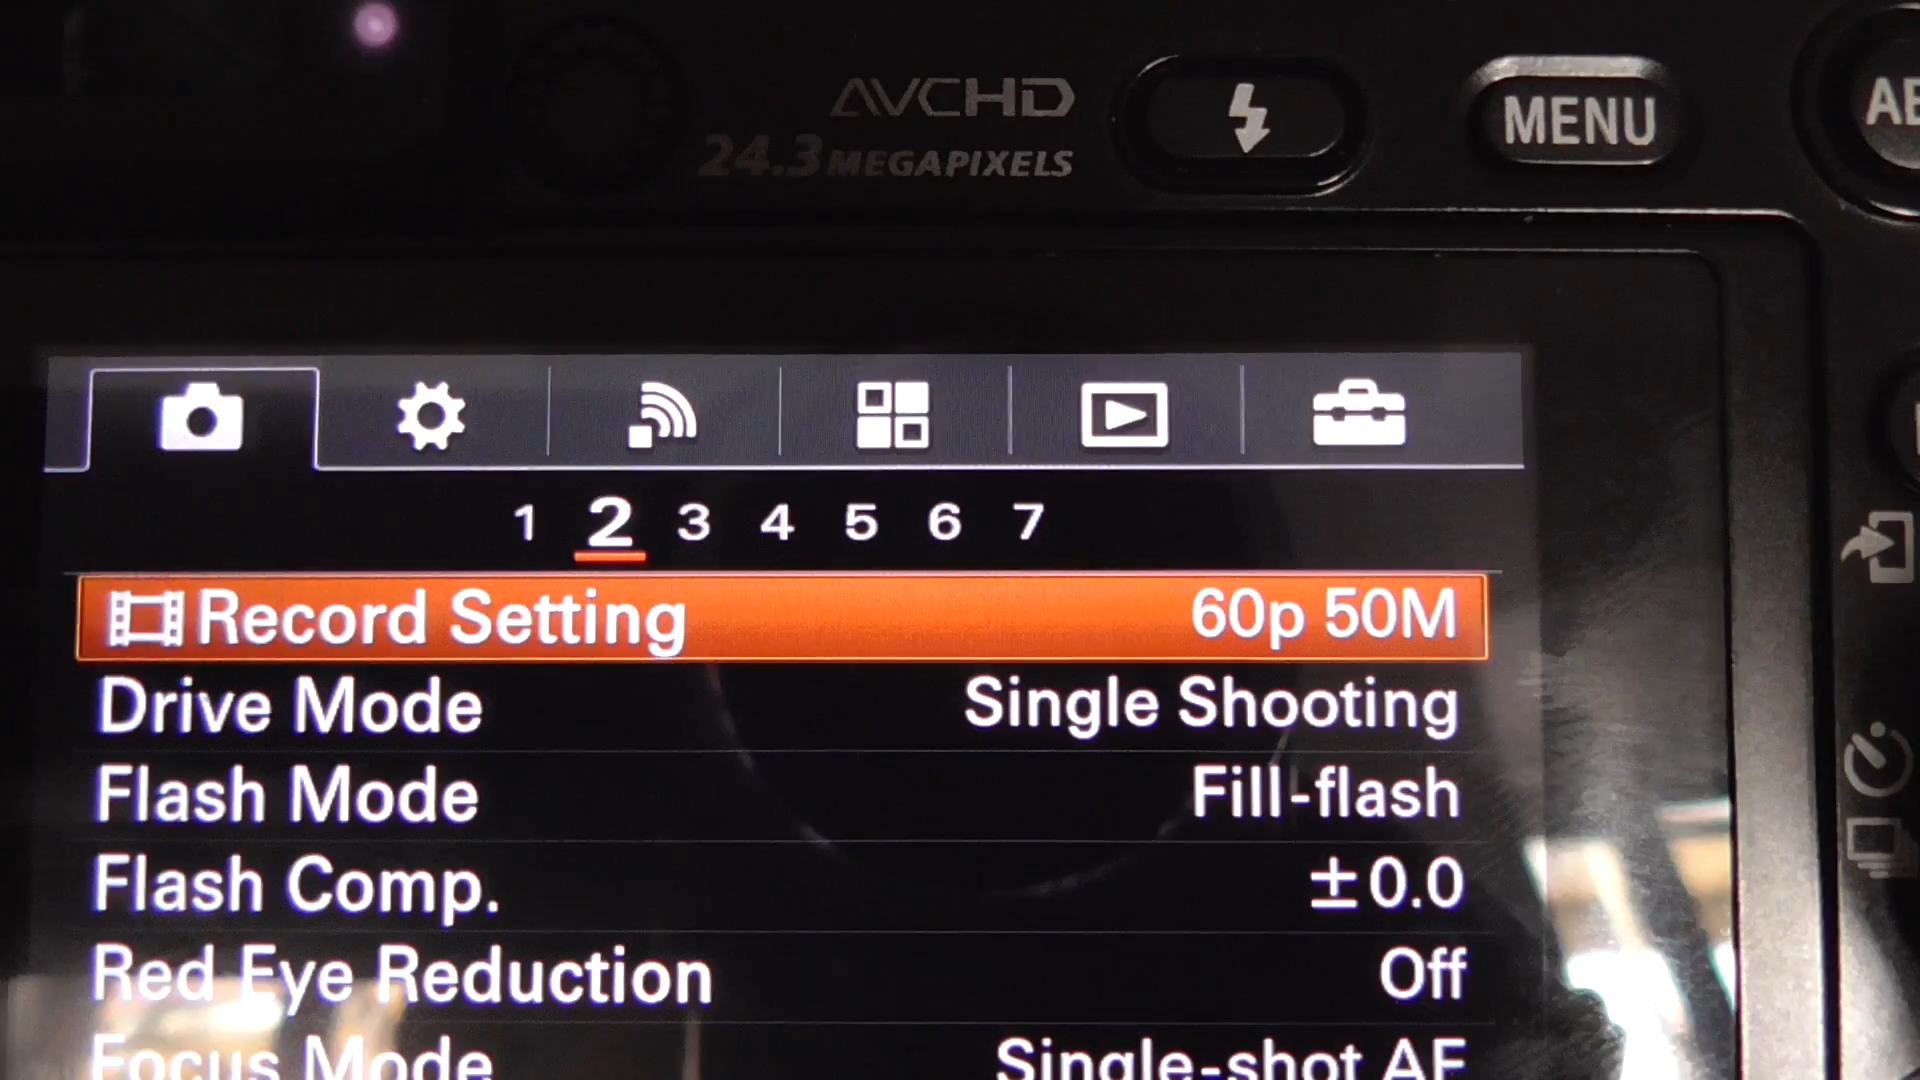 AVCHD
24.3 MEGAPIXELS
MENU
1 2 3 4 5 6 7
Record Setting 60p 50M
Drive Mode Single Shooting
Flash Mode Fill-flash
Flash Comp. ±0.0
Red Eye Reduction Off
Focus Mode Single-shot AF